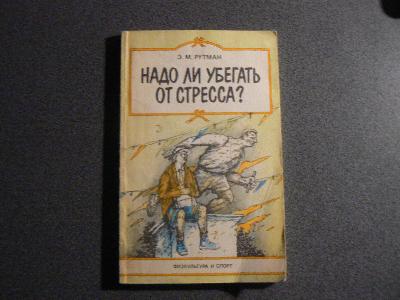 Э. М. РУТМАН
НАДО ЛИ УБЕГАТЬ
ОТ СТРЕССА?
ФИЗКУЛЬТУРА И СПОРТ